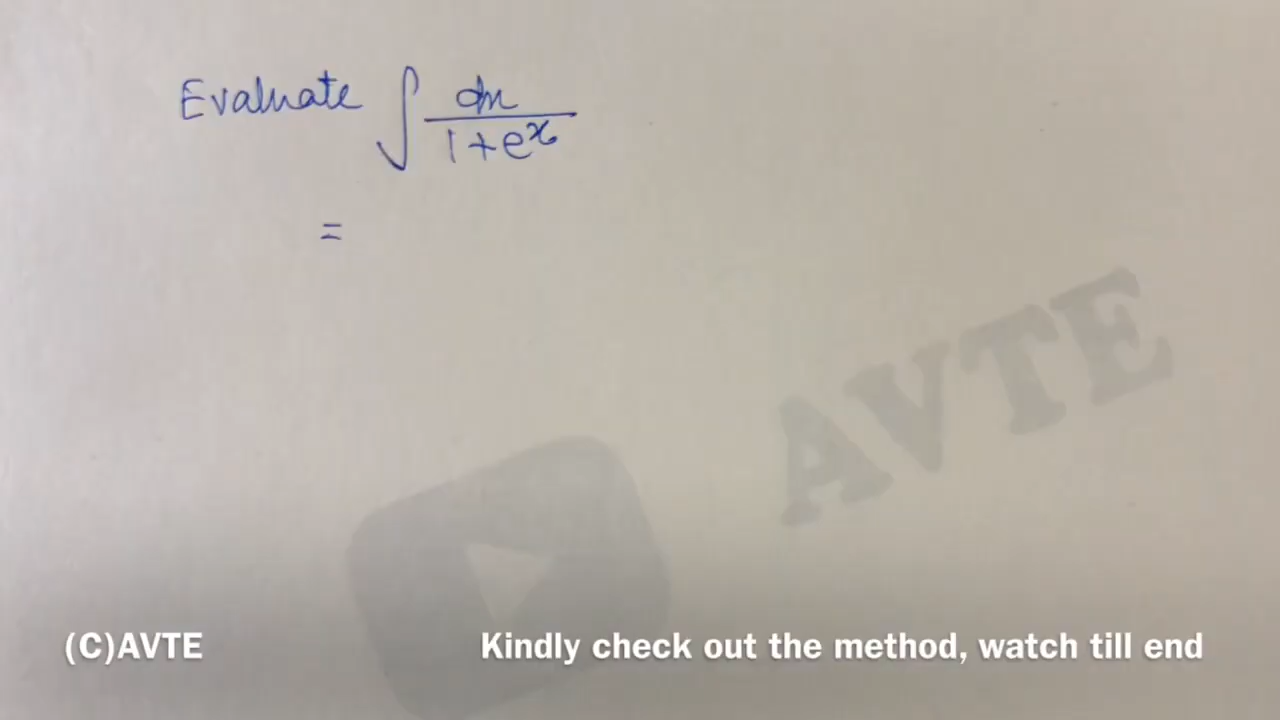 Evaluate ∫ dx / (1+e^x)
=
AVTE
(C)AVTE
Kindly check out the method, watch till end